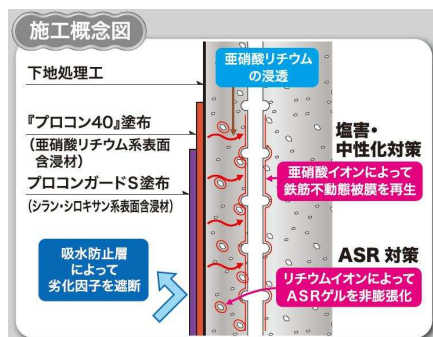 施工概念図
下地処理工
『プロコン40』塗布
(亜硝酸リチウム系表面
含浸材)
プロコンガードS塗布
(シラン・シロキサン系表面含浸材)
吸水防止層
によって
劣化因子を遮断
亜硝酸リチウム
の浸透
塩害・
中性化対策
亜硝酸イオンによって
鉄筋不動態被膜を再生
ASR 対策
リチウムイオンによって
ASRゲルを非膨張化